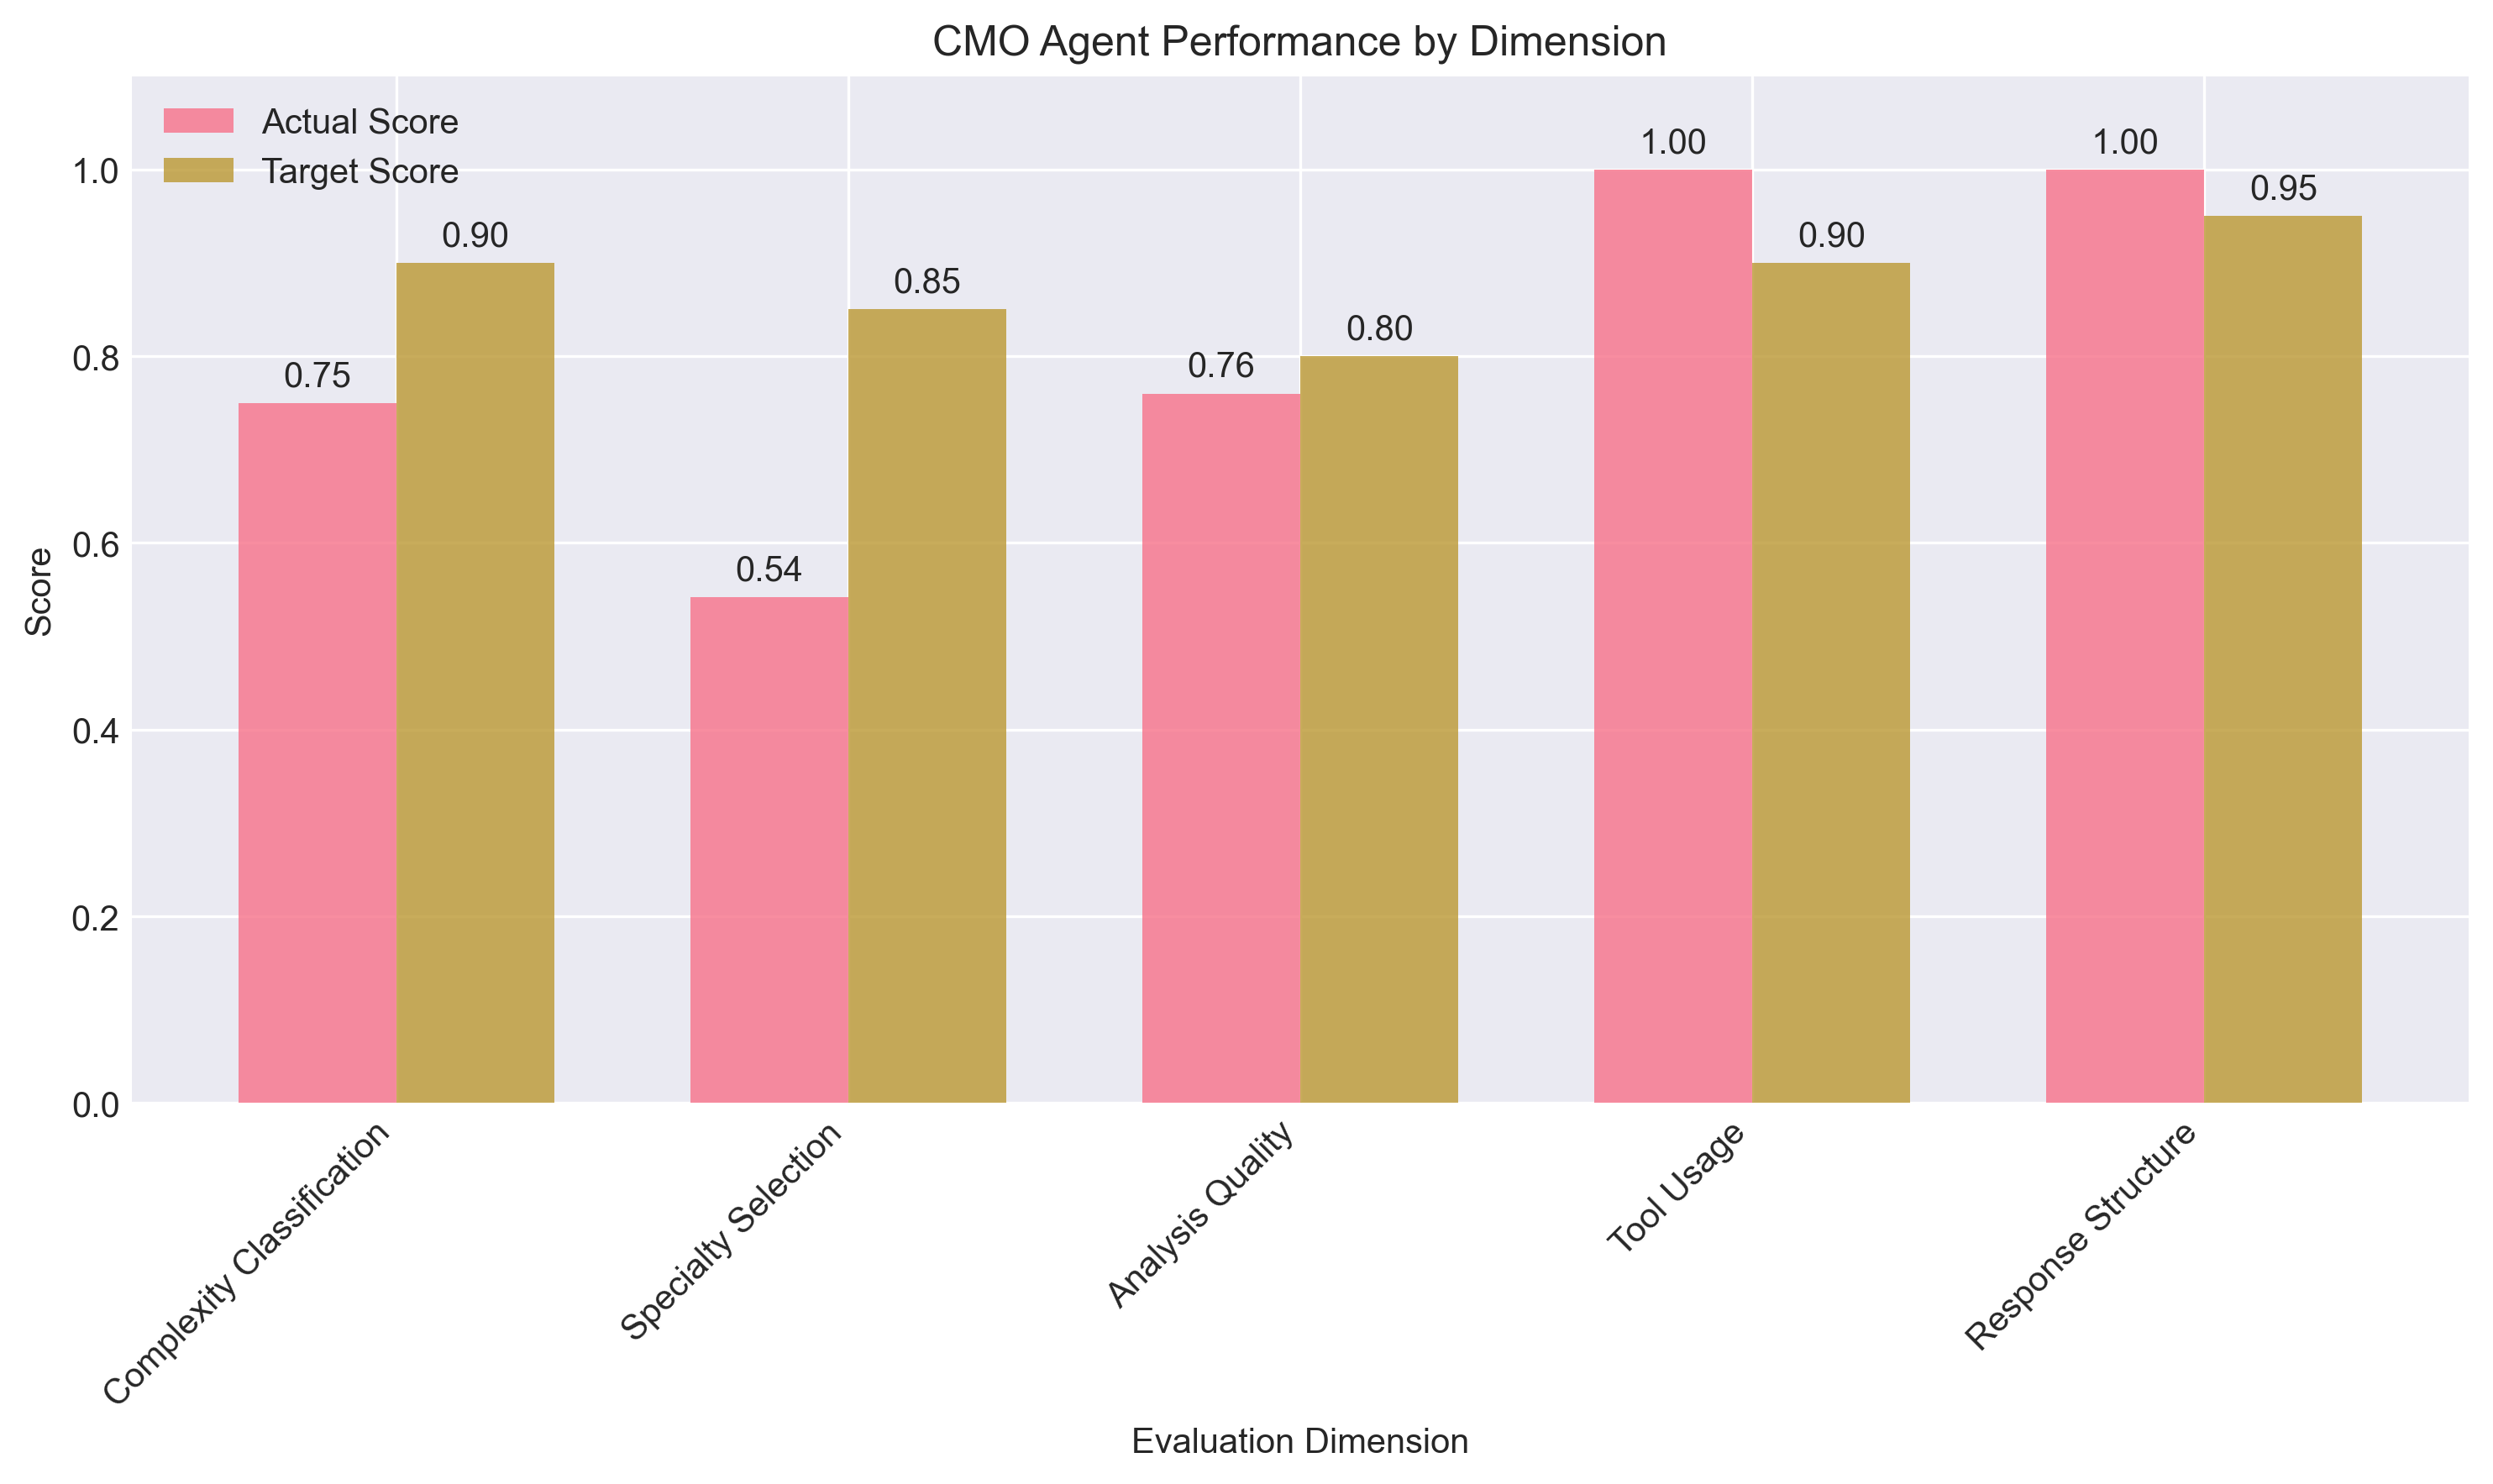 CMO Agent Performance by Dimension
Actual Score
Target Score
1.0
0.8
0.6
0.4
0.2
0.0
Score
0.75
0.90
0.54
0.85
0.76
0.80
1.00
0.90
1.00
0.95
Complexity Classification
Specialty Selection
Analysis Quality
Tool Usage
Response Structure
Evaluation Dimension